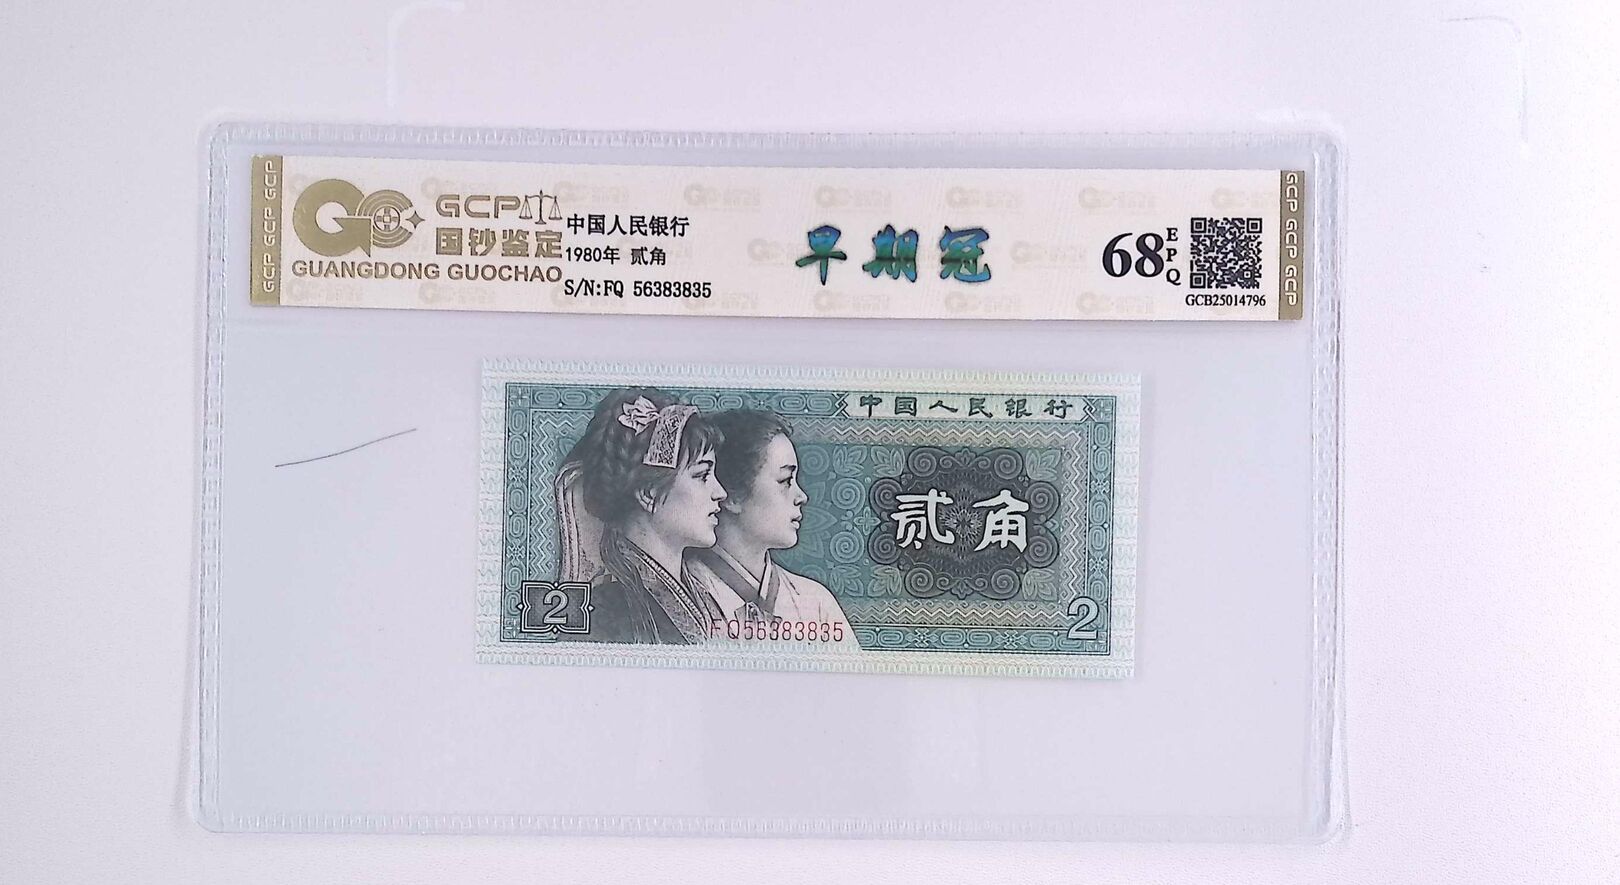 GCP GCP GCP
GCP
国钞鉴定
GUANGDONG GUOCHAO
中国人民银行
1980年 贰角
S/N:FQ 56383835
早期冠
68 EPQ
GCB25014796
GCP GCP GCP
中国人民银行
贰角
2
FQ56383835
2